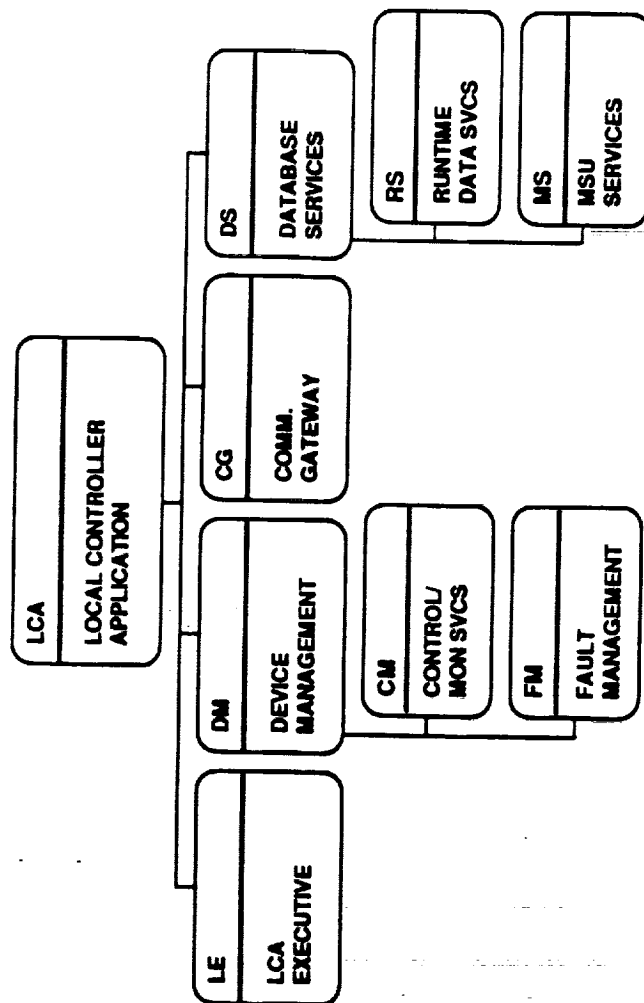 LCA
LOCAL CONTROLLER
APPLICATION
LE
LCA
EXECUTIVE
DM
DEVICE
MANAGEMENT
CM
CONTROL/
MON SVCS
FM
FAULT
MANAGEMENT
CG
COMM.
GATEWAY
DS
DATABASE
SERVICES
RS
RUNTIME
DATA SVCS
MS
MSU
SERVICES